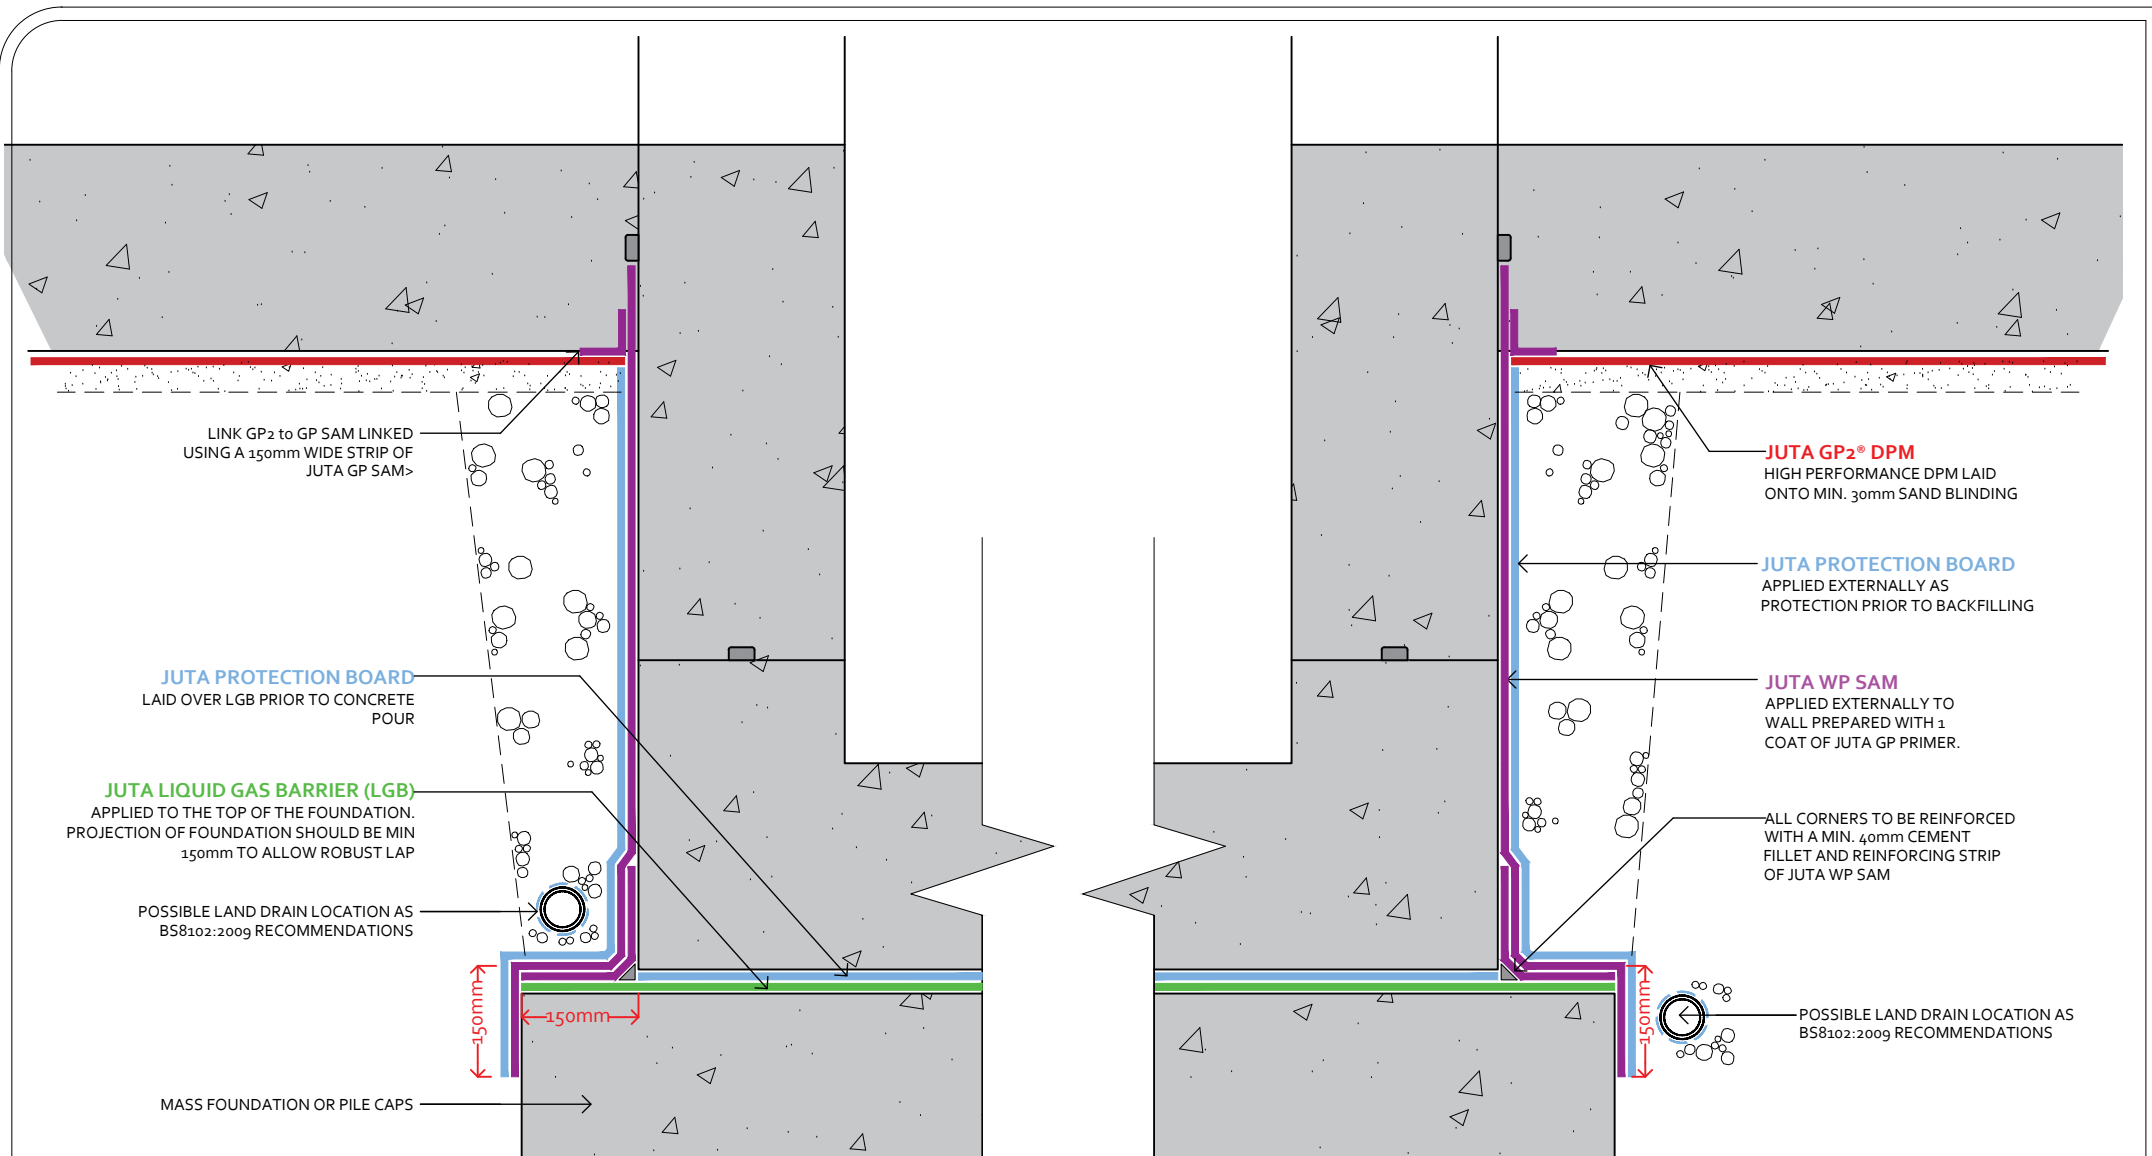 LINK GP2 to GP SAM LINKED
USING A 150mm WIDE STRIP OF
JUTA GP SAM>
JUTA PROTECTION BOARD
LAID OVER LGB PRIOR TO CONCRETE
POUR
JUTA LIQUID GAS BARRIER (LGB)
APPLIED TO THE TOP OF THE FOUNDATION.
PROJECTION OF FOUNDATION SHOULD BE MIN
150mm TO ALLOW ROBUST LAP
POSSIBLE LAND DRAIN LOCATION AS
BS8102:2009 RECOMMENDATIONS
150mm
150mm
MASS FOUNDATION OR PILE CAPS
JUTA GP2® DPM
HIGH PERFORMANCE DPM LAID
ONTO MIN. 30mm SAND BLINDING
JUTA PROTECTION BOARD
APPLIED EXTERNALLY AS
PROTECTION PRIOR TO BACKFILLING
JUTA WP SAM
APPLIED EXTERNALLY TO
WALL PREPARED WITH 1
COAT OF JUTA GP PRIMER.
ALL CORNERS TO BE REINFORCED
WITH A MIN. 40mm CEMENT
FILLET AND REINFORCING STRIP
OF JUTA WP SAM
150mm
POSSIBLE LAND DRAIN LOCATION AS
BS8102:2009 RECOMMENDATIONS